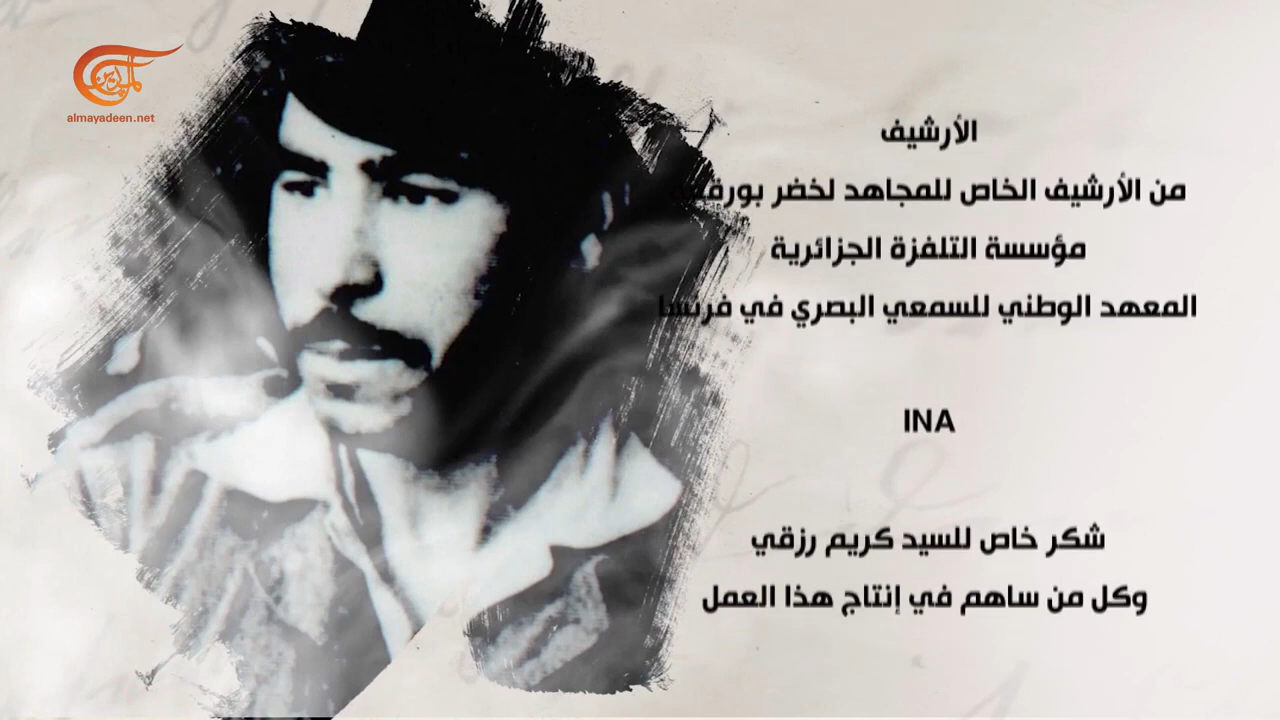 الميادين
almayadeen.net
الأرشيف
من الأرشيف الخاص للمجاهد لخضر
مؤسسة التلفزة الجزائرية
المعهد الوطني للسمعي البصري في فرنسا
INA
شكر خاص للسيد كريم رزقي
وكل من ساهم في إنتاج هذا العمل